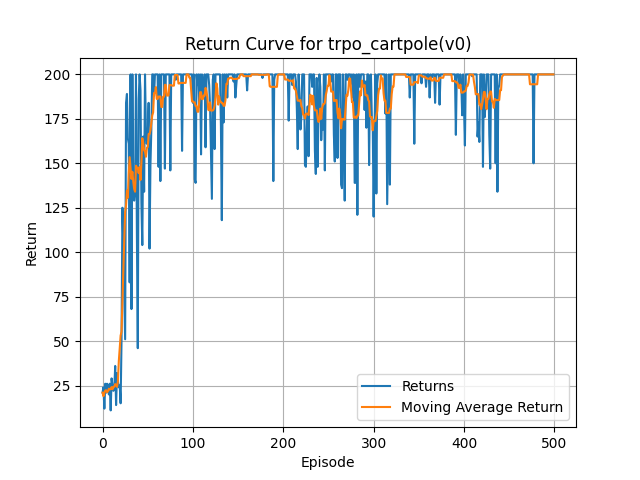 Return Curve for trpo_cartpole(v0)
200
175
150
125
100
75
50
25
Return
0
100
200
300
400
500
Episode
Returns
Moving Average Return